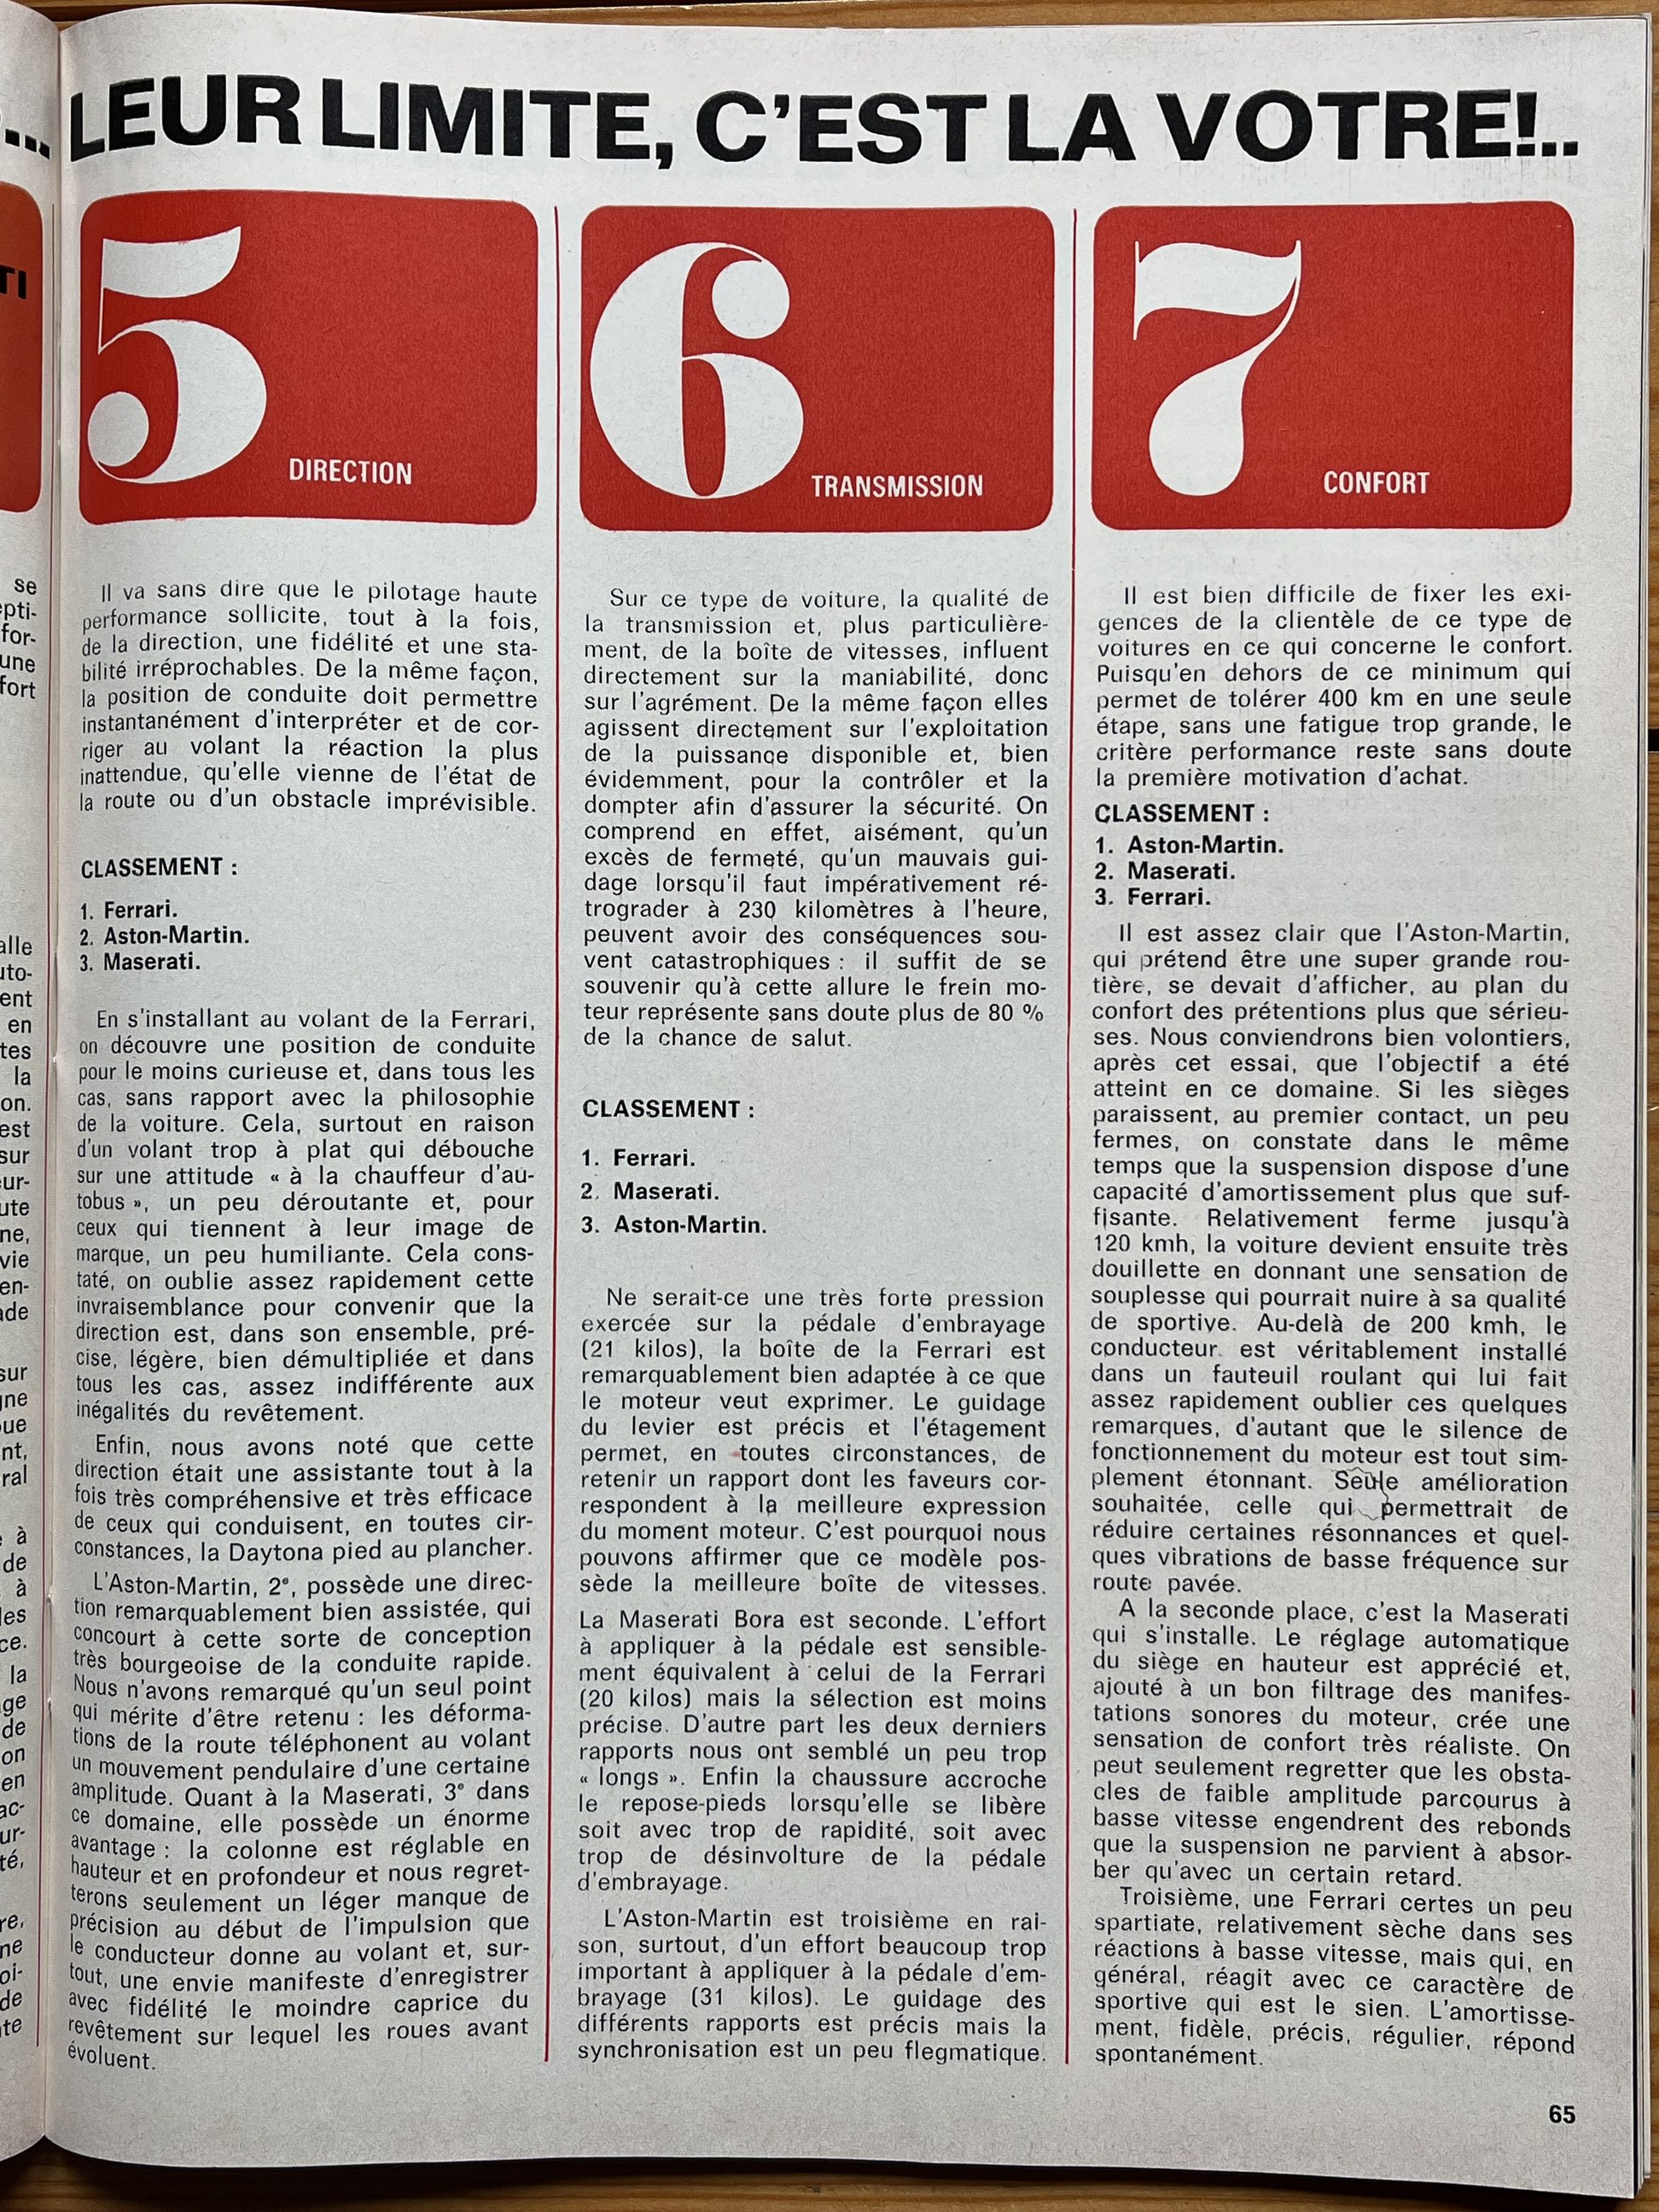 LEUR LIMITE, C'EST LA VOTRE!..
5
DIRECTION
Il va sans dire que le pilotage haute
performance sollicite, tout à la fois,
de la direction, une fidélité et une sta-
bilité irréprochables. De la même façon,
la position de conduite doit permettre
instantanément d'interpréter et de cor-
riger au volant la réaction la plus
inattendue, qu'elle vienne de l'état de
la route ou d'un obstacle imprévisible.
CLASSEMENT :
1. Ferrari.
2. Aston-Martin.
3. Maserati.
En s'installant au volant de la Ferrari,
on découvre une position de conduite
pour le moins curieuse et, dans tous les
cas, sans rapport avec la philosophie
de la voiture. Cela, surtout en raison
d'un volant trop à plat qui débouche
sur une attitude « à la chauffeur d'au-
tobus », un peu déroutante et, pour
ceux qui tiennent à leur image de
marque, un peu humiliante. Cela cons-
taté, on oublie assez rapidement cette
invraisemblance pour convenir que la
direction est, dans son ensemble, pré-
cise, légère, bien démultipliée et dans
tous les cas, assez indifférente aux
inégalités du revêtement.
Enfin, nous avons noté que cette
direction était une assistante tout à la
fois très compréhensive et très efficace
de ceux qui conduisent, en toutes cir-
constances, la Daytona pied au plancher.
L'Aston-Martin, 2e, possède une direc-
tion remarquablement bien assistée, qui
concourt à cette sorte de conception
très bourgeoise de la conduite rapide.
Nous n'avons remarqué qu'un seul point
qui mérite d'être retenu : les déforma-
tions de la route téléphonent au volant
un mouvement pendulaire d'une certaine
amplitude. Quant à la Maserati, 3e dans
ce domaine, elle possède un énorme
avantage : la colonne est réglable en
hauteur et en profondeur et nous regret-
terons seulement un léger manque de
précision au début de l'impulsion que
le conducteur donne au volant et, sur-
tout, une envie manifeste d'enregistrer
avec fidélité le moindre caprice du
revêtement sur lequel les roues avant
évoluent.
6
TRANSMISSION
Sur ce type de voiture, la qualité de
la transmission et, plus particulière-
ment, de la boîte de vitesses, influent
directement sur la maniabilité, donc
sur l'agrément. De la même façon elles
agissent directement sur l'exploitation
de la puissance disponible et, bien
évidemment, pour la contrôler et la
dompter afin d'assurer la sécurité. On
comprend en effet, aisément, qu'un
excès de fermeté, qu'un mauvais gui-
dage lorsqu'il faut impérativement ré-
trograder à 230 kilomètres à l'heure,
peuvent avoir des conséquences sou-
vent catastrophiques : il suffit de se
souvenir qu'à cette allure le frein mo-
teur représente sans doute plus de 80 %
de la chance de salut.
CLASSEMENT :
1. Ferrari.
2. Maserati.
3. Aston-Martin.
Ne serait-ce une très forte pression
exercée sur la pédale d'embrayage
(21 kilos), la boîte de la Ferrari est
remarquablement bien adaptée à ce que
le moteur veut exprimer. Le guidage
du levier est précis et l'étagement
permet, en toutes circonstances, de
retenir un rapport dont les faveurs cor-
respondent à la meilleure expression
du moment moteur. C'est pourquoi nous
pouvons affirmer que ce modèle pos-
sède la meilleure boîte de vitesses.
La Maserati Bora est seconde. L'effort
à appliquer à la pédale est sensible-
ment équivalent à celui de la Ferrari
(20 kilos) mais la sélection est moins
précise. D'autre part les deux derniers
rapports nous ont semblé un peu trop
« longs ». Enfin la chaussure accroche
le repose-pieds lorsqu'elle se libère
soit avec trop de rapidité, soit avec
trop de désinvolture de la pédale
d'embrayage.
L'Aston-Martin est troisième en rai-
son, surtout, d'un effort beaucoup trop
important à appliquer à la pédale d'em-
brayage (31 kilos). Le guidage des
différents rapports est précis mais la
synchronisation est un peu flegmatique.
7
CONFORT
Il est bien difficile de fixer les exi-
gences de la clientèle de ce type de
voitures en ce qui concerne le confort.
Puisqu'en dehors de ce minimum qui
permet de tolérer 400 km en une seule
étape, sans une fatigue trop grande, le
critère performance reste sans doute
la première motivation d'achat.
CLASSEMENT :
1. Aston-Martin.
2. Maserati.
3. Ferrari.
Il est assez clair que l'Aston-Martin,
qui prétend être une super grande rou-
tière, se devait d'afficher, au plan du
confort des prétentions plus que sérieu-
ses. Nous conviendrons bien volontiers,
après cet essai, que l'objectif a été
atteint en ce domaine. Si les sièges
paraissent, au premier contact, un peu
fermes, on constate dans le même
temps que la suspension dispose d'une
capacité d'amortissement plus que suf-
fisante. Relativement ferme jusqu'à
120 kmh, la voiture devient ensuite très
douillette en donnant une sensation de
souplesse qui pourrait nuire à sa qualité
de sportive. Au-delà de 200 kmh, le
conducteur est véritablement installé
dans un fauteuil roulant qui lui fait
assez rapidement oublier ces quelques
remarques, d'autant que le silence de
fonctionnement du moteur est tout sim-
plement étonnant. Seule amélioration
souhaitée, celle qui permettrait de
réduire certaines résonnances et quel-
ques vibrations de basse fréquence sur
route pavée.
A la seconde place, c'est la Maserati
qui s'installe. Le réglage automatique
du siège en hauteur est apprécié et,
ajouté à un bon filtrage des manifes-
tations sonores du moteur, crée une
sensation de confort très réaliste. On
peut seulement regretter que les obsta-
cles de faible amplitude parcourus à
basse vitesse engendrent des rebonds
que la suspension ne parvient à absor-
ber qu'avec un certain retard.
Troisième, une Ferrari certes un peu
spartiate, relativement sèche dans ses
réactions à basse vitesse, mais qui, en
général, réagit avec ce caractère de
sportive qui est le sien. L'amortisse-
ment, fidèle, précis, régulier, répond
spontanément.
65